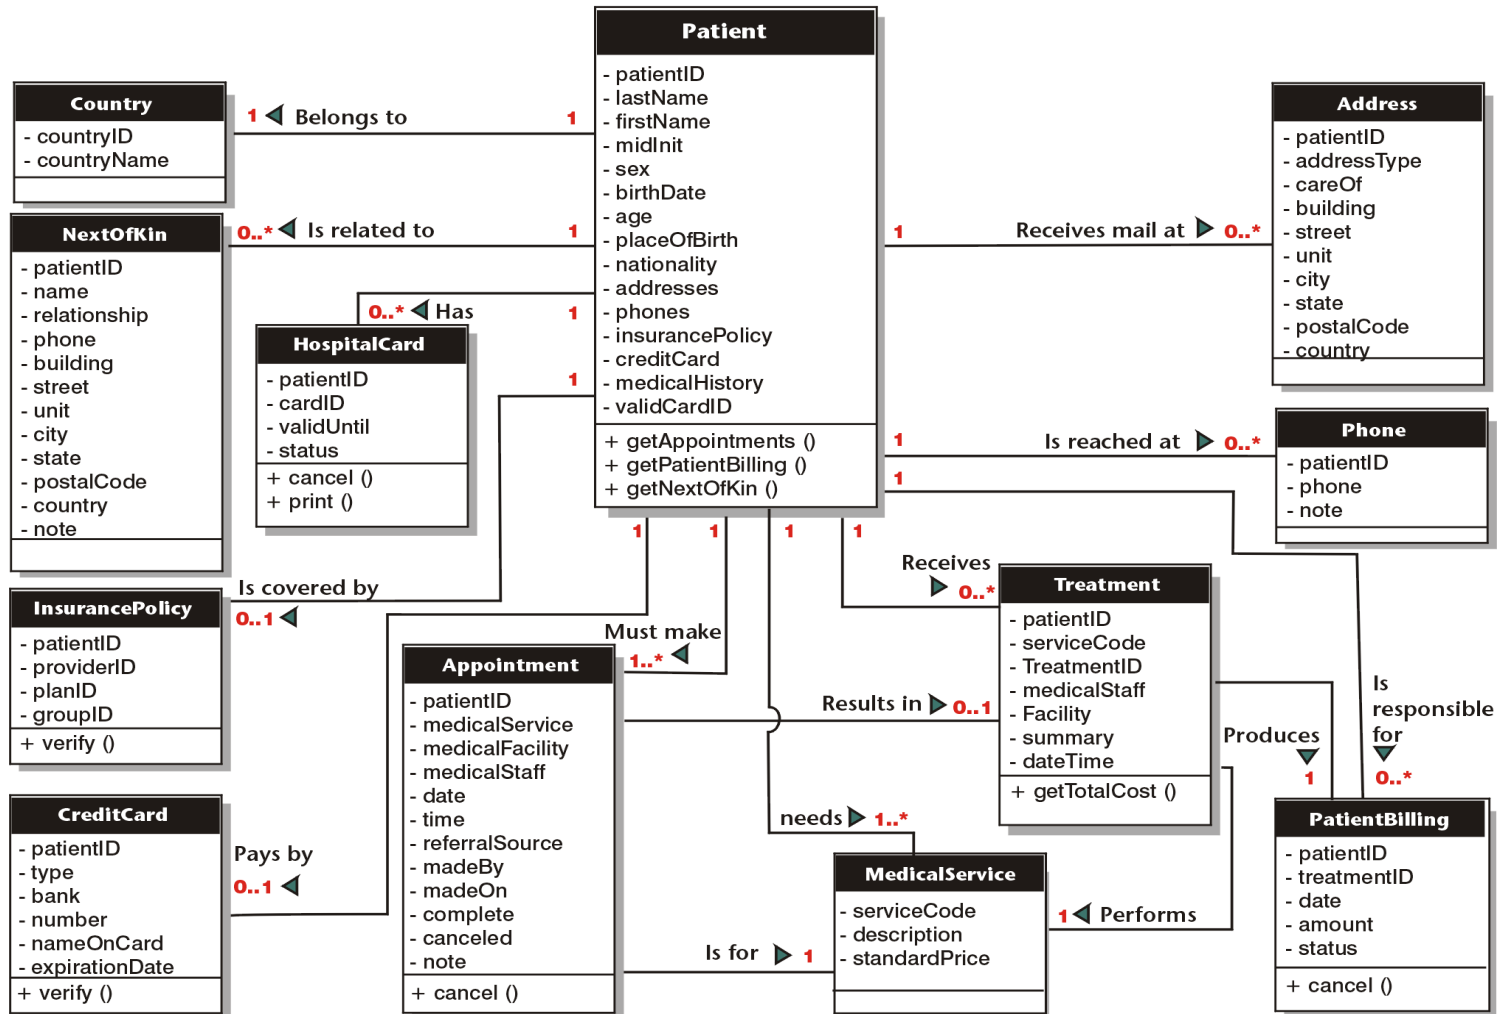 Patient
- patientID
- lastName
- firstName
- midInit
- sex
- birthDate
- age
- placeOfBirth
- nationality
- addresses
- phones
- insurancePolicy
- creditCard
- medicalHistory
- validCardID
+ getAppointments ()
+ getPatientBilling ()
+ getNextOfKin ()
Country
- countryID
- countryName
1 Belongs to 1
NextOfKin
- patientID
- name
- relationship
- phone
- building
- street
- unit
- city
- state
- postalCode
- country
- note
0..* Is related to 1
HospitalCard
- patientID
- cardID
- validUntil
- status
+ cancel ()
+ print ()
0..* Has 1
InsurancePolicy
- patientID
- providerID
- planID
- groupID
+ verify ()
1
Is covered by
0..1
CreditCard
- patientID
- type
- bank
- number
- nameOnCard
- expirationDate
+ verify ()
1
Pays by
0..1
Appointment
- patientID
- medicalService
- medicalFacility
- medicalStaff
- date
- time
- referralSource
- madeBy
- madeOn
- complete
- canceled
- note
+ cancel ()
1
Must make
1..*
Results in 0..1
Is for 1
1
needs 1..*
MedicalService
- serviceCode
- description
- standardPrice
1 Performs
1
Receives
0..*
Treatment
- patientID
- serviceCode
- TreatmentID
- medicalStaff
- Facility
- summary
- dateTime
+ getTotalCost ()
Produces
1
1 Receives mail at 0..*
Address
- patientID
- addressType
- careOf
- building
- street
- unit
- city
- state
- postalCode
- country
1 Is reached at 0..*
Phone
- patientID
- phone
- note
1
Is
responsible
for
0..*
PatientBilling
- patientID
- treatmentID
- date
- amount
- status
+ cancel ()